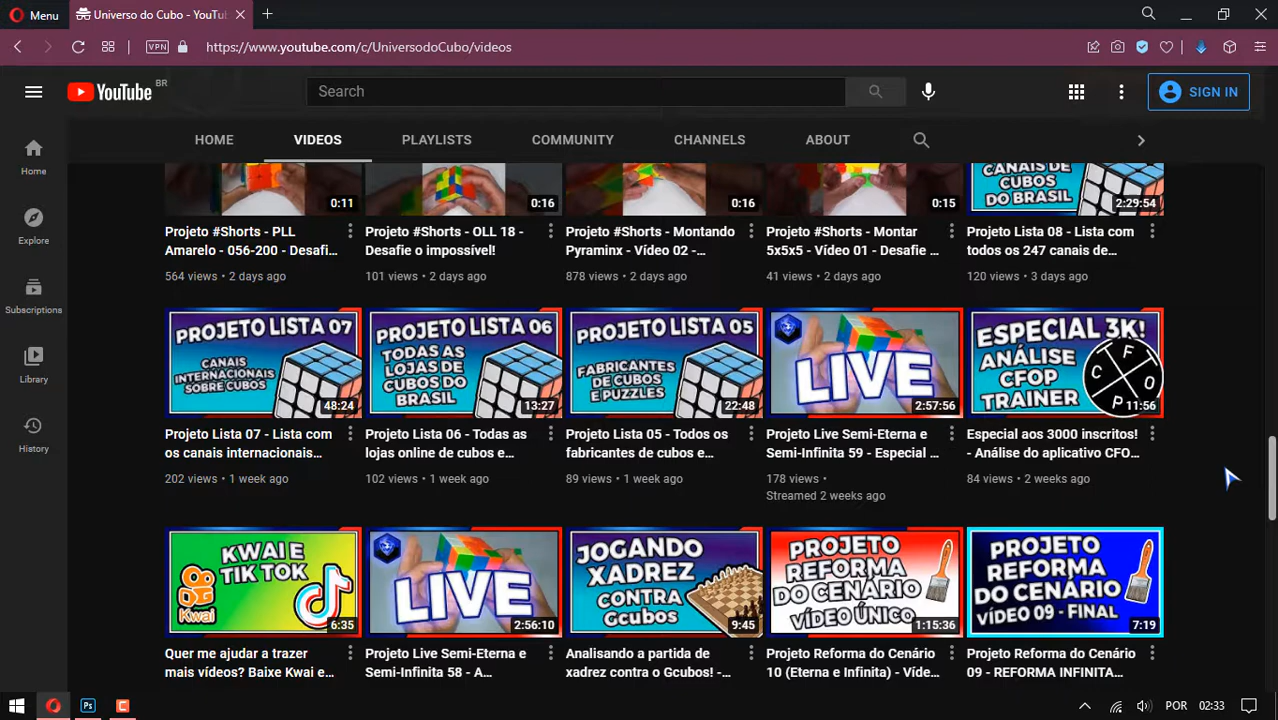 Menu
Universo do Cubo - YouTu
VPN
https://www.youtube.com/c/UniversodoCubo/videos
YouTube BR
Search
SIGN IN
HOME
VIDEOS
PLAYLISTS
COMMUNITY
CHANNELS
ABOUT
Home
Explore
Subscriptions
Library
History
0:11
Projeto #Shorts - PLL
Amarelo - 056-200 - Desafi...
564 views • 2 days ago
0:16
Projeto #Shorts - OLL 18 -
Desafie o impossível!
101 views • 2 days ago
0:16
Projeto #Shorts - Montando
Pyraminx - Vídeo 02 -...
878 views • 2 days ago
0:15
Projeto #Shorts - Montar
5x5x5 - Vídeo 01 - Desafie ...
41 views • 2 days ago
CANAIS DE
CUBOS
DO BRASIL
2:29:54
Projeto Lista 08 - Lista com
todos os 247 canais de...
120 views • 3 days ago
PROJETO LISTA 07
CANAIS
INTERNACIONAIS
SOBRE CUBOS
48:24
Projeto Lista 07 - Lista com
os canais internacionais...
202 views • 1 week ago
PROJETO LISTA 06
TODAS AS
LOJAS DE
CUBOS DO
BRASIL
13:27
Projeto Lista 06 - Todas as
lojas online de cubos e...
102 views • 1 week ago
PROJETO LISTA 05
FABRICANTES
DE CUBOS
E PUZZLES
22:48
Projeto Lista 05 - Todos os
fabricantes de cubos e...
89 views • 1 week ago
LIVE
2:57:56
Projeto Live Semi-Eterna e
Semi-Infinita 59 - Especial ...
178 views •
Streamed 2 weeks ago
ESPECIAL 3K!
ANÁLISE
CFOP
TRAINER
C F O P
11:56
Especial aos 3000 inscritos!
- Análise do aplicativo CFO...
84 views • 2 weeks ago
KWAI E
TIK TOK
Kwai
6:35
Quer me ajudar a trazer
mais vídeos? Baixe Kwai e...
LIVE
2:56:10
Projeto Live Semi-Eterna e
Semi-Infinita 58 - A...
JOGANDO
XADREZ
CONTRA
Gcubos
9:45
Analisando a partida de
xadrez contra o Gcubos! -...
PROJETO
REFORMA
DO CENÁRIO
VÍDEO ÚNICO
1:15:36
Projeto Reforma do Cenário
10 (Eterna e Infinita) - Víde...
PROJETO
REFORMA
DO CENÁRIO
VÍDEO 09 - FINAL
7:19
Projeto Reforma do Cenário
09 - REFORMA INFINITA...
Ps
C
POR
02:33